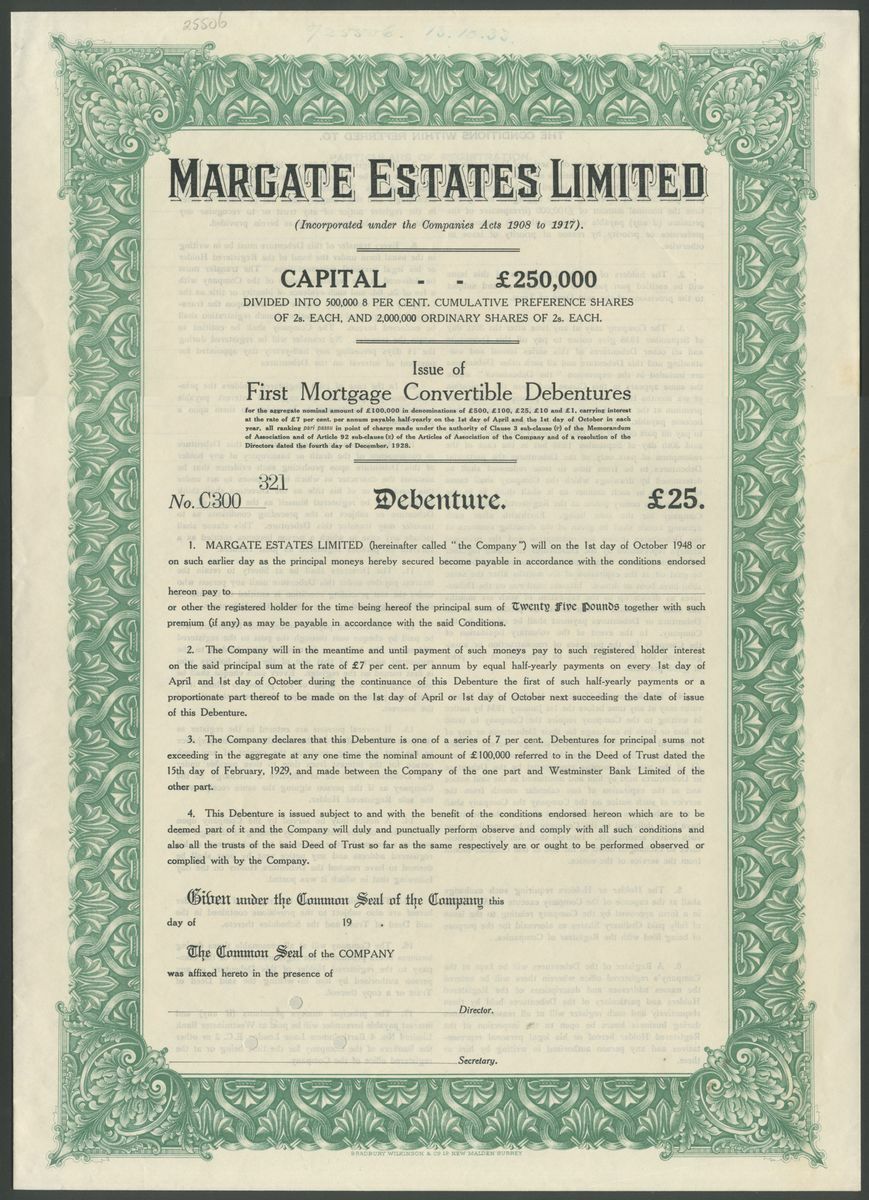 25506
25506. 13.10.33.
MARGATE ESTATES LIMITED
(Incorporated under the Companies Acts 1908 to 1917).
CAPITAL - - £250,000
DIVIDED INTO 500,000 8 PER CENT. CUMULATIVE PREFERENCE SHARES
OF 2s. EACH, AND 2,000,000 ORDINARY SHARES OF 2s. EACH.
Issue of
First Mortgage Convertible Debentures
for the aggregate nominal amount of £100,000 in denominations of £500, £100, £25, £10 and £1, carrying interest
at the rate of £7 per cent. per annum payable half-yearly on the 1st day of April and the 1st day of October in each
year, all ranking pari passu in point of charge made under the authority of Clause 3 sub-clause (r) of the Memorandum
of Association and of Article 92 sub-clause (E) of the Articles of Association of the Company and of a resolution of the
Directors dated the fourth day of December, 1928.
321
No. C300 Debenture. £25.
1. MARGATE ESTATES LIMITED (hereinafter called "the Company") will on the 1st day of October 1948 or
on such earlier day as the principal moneys hereby secured become payable in accordance with the conditions endorsed
hereon pay to
or other the registered holder for the time being hereof the principal sum of Twenty Five Pounds together with such
premium (if any) as may be payable in accordance with the said Conditions.
2. The Company will in the meantime and until payment of such moneys pay to such registered holder interest
on the said principal sum at the rate of £7 per cent. per annum by equal half-yearly payments on every 1st day of
April and 1st day of October during the continuance of this Debenture the first of such half-yearly payments or a
proportionate part thereof to be made on the 1st day of April or 1st day of October next succeeding the date of issue
of this Debenture.
3. The Company declares that this Debenture is one of a series of 7 per cent. Debentures for principal sums not
exceeding in the aggregate at any one time the nominal amount of £100,000 referred to in the Deed of Trust dated the
15th day of February, 1929, and made between the Company of the one part and Westminster Bank Limited of the
other part.
4. This Debenture is issued subject to and with the benefit of the conditions endorsed hereon which are to be
deemed part of it and the Company will duly and punctually perform observe and comply with all such conditions and
also all the trusts of the said Deed of Trust so far as the same respectively are or ought to be performed observed or
complied with by the Company.
Given under the Common Seal of the Company this
day of 19 .
The Common Seal of the COMPANY
was affixed hereto in the presence of
Director.
Secretary.
BRADBURY WILKINSON & Co LD NEW MALDEN SURREY